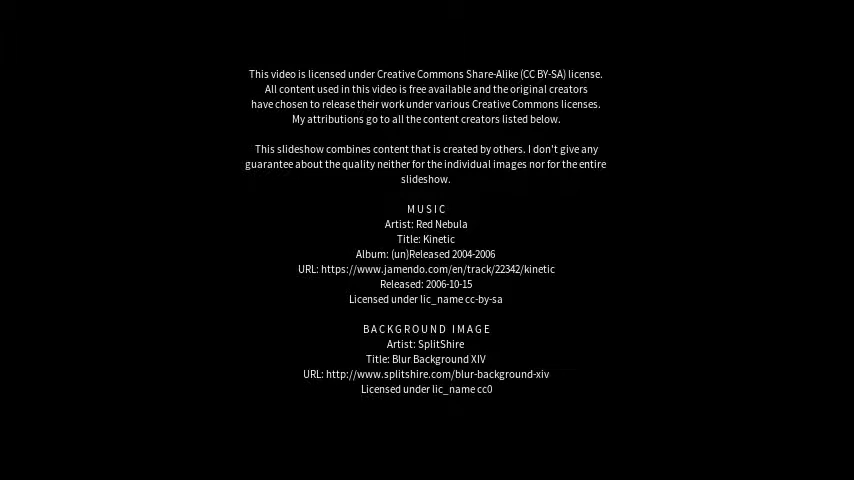 This video is licensed under Creative Commons Share-Alike (CC BY-SA) license.
All content used in this video is free available and the original creators
have chosen to release their work under various Creative Commons licenses.
My attributions go to all the content creators listed below.
This slideshow combines content that is created by others. I don't give any
guarantee about the quality neither for the individual images nor for the entire
slideshow.
MUSIC
Artist: Red Nebula
Title: Kinetic
Album: (un)Released 2004-2006
URL: https://www.jamendo.com/en/track/22342/kinetic
Released: 2006-10-15
Licensed under lic_name cc-by-sa
BACKGROUND IMAGE
Artist: SplitShire
Title: Blur Background XIV
URL: http://www.splitshire.com/blur-background-xiv
Licensed under lic_name cc0